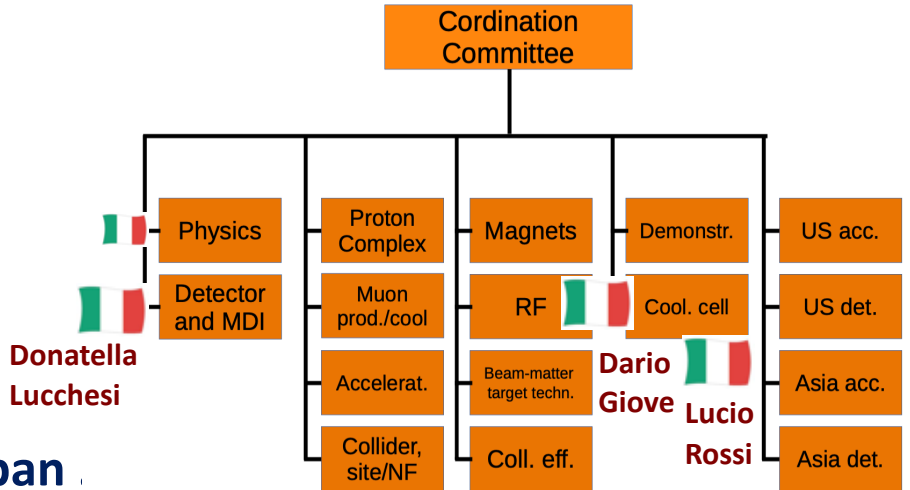 Cordination
Committee
Physics
Detector
and MDI
Donatella
Lucchesi
Proton
Complex
Muon
prod./cool
Accelerat.
Collider,
site/NF
Magnets
RF
Beam-matter
target techn.
Coll. eff.
Demonstr.
Cool. cell
Dario
Giove
Lucio
Rossi
US acc.
US det.
Asia acc.
Asia det.